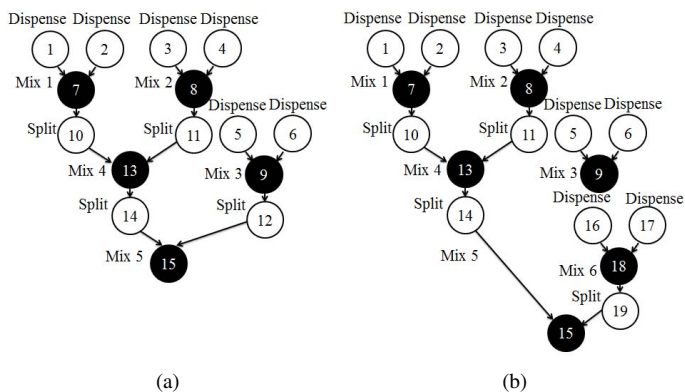 Dispense Dispense Dispense Dispense
1 2 3 4
Mix 1 7 Mix 2 8
Dispense Dispense
Split 10 Split 11 5 6
Mix 4 13 Mix 3 9
Split 14 Split 12
Mix 5 15
(a)
Dispense Dispense Dispense Dispense
1 2 3 4
Mix 1 7 Mix 2 8
Dispense Dispense
Split 10 Split 11 5 6
Mix 4 13 Mix 3 9
Dispense Dispense
Split 14 16 17
Mix 5 Mix 6 18
Split 19
15
(b)